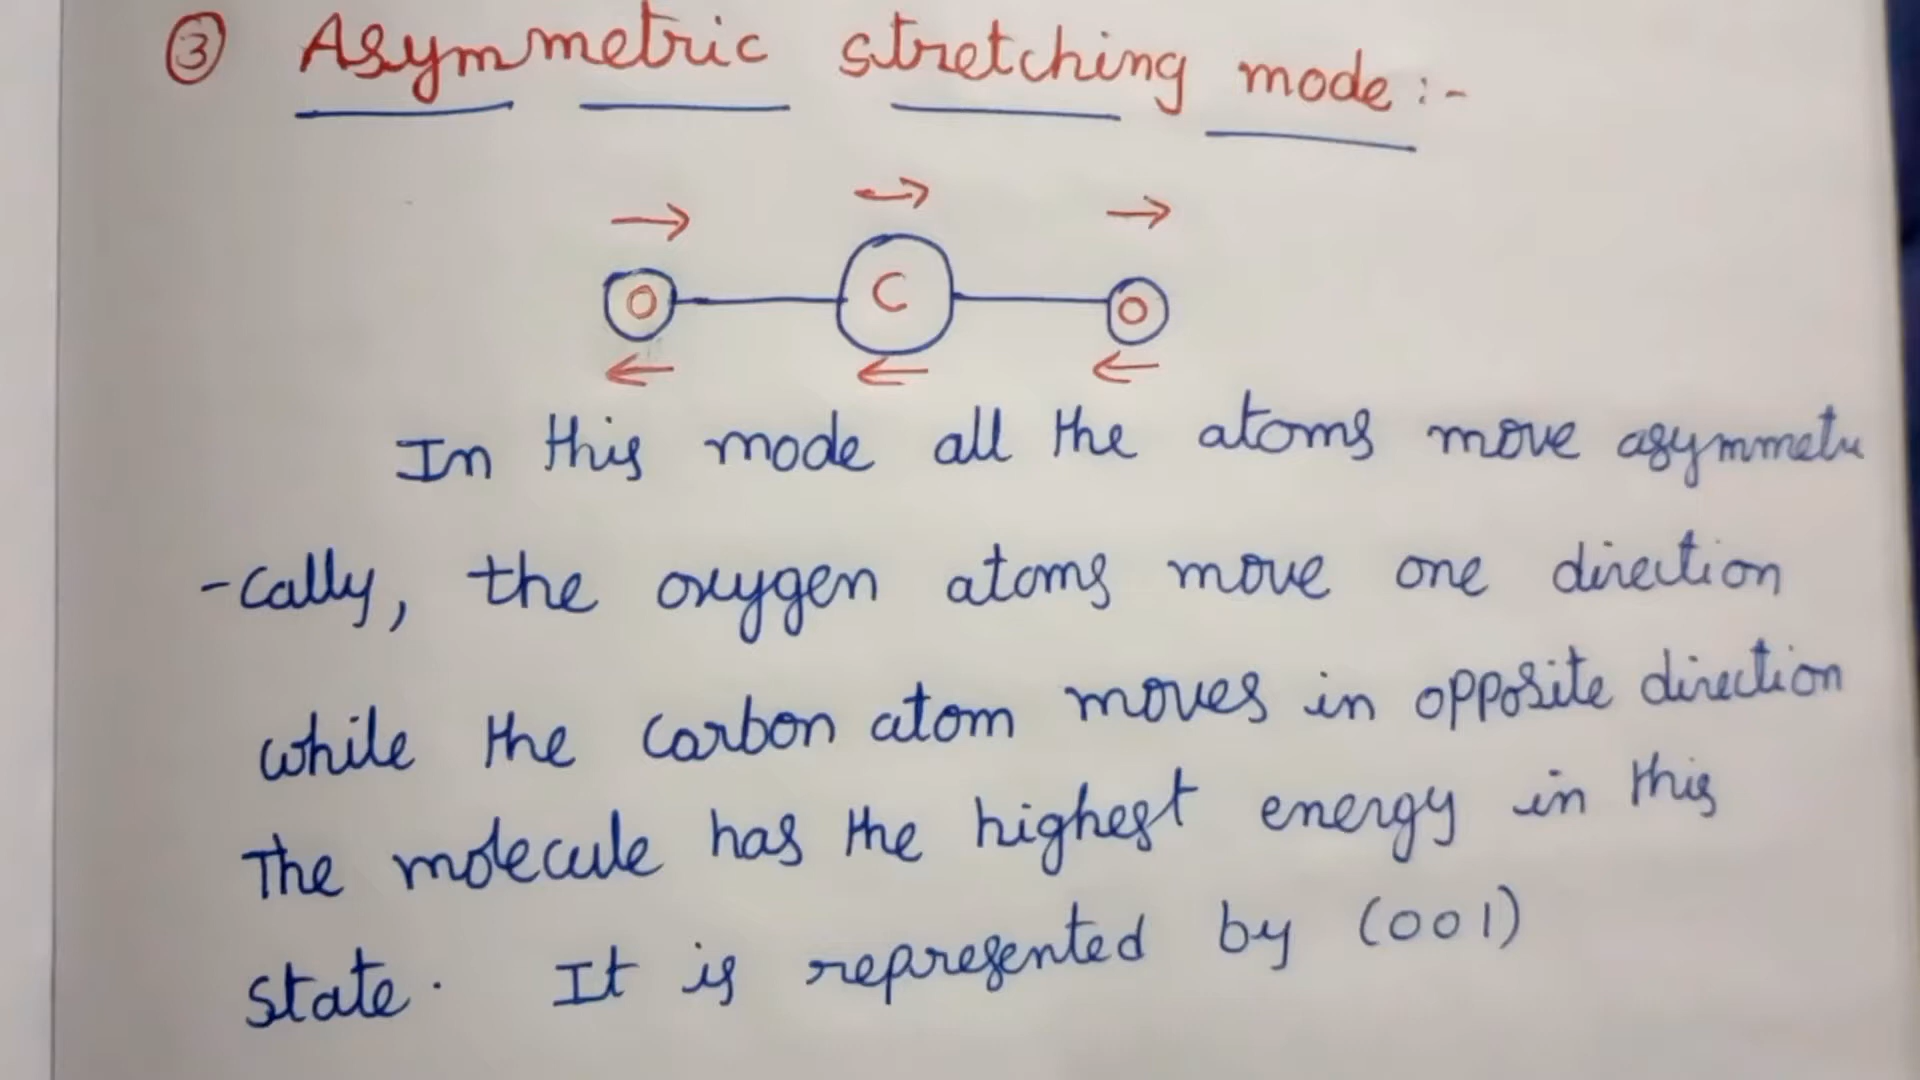 ③ Asymmetric stretching mode :-
→ → →
O C O
← ← ←
In this mode all the atoms move asymmetri
-cally, the oxygen atoms move one direction
while the carbon atom moves in opposite direction
The molecule has the highest energy in this
state. It is represented by (001)